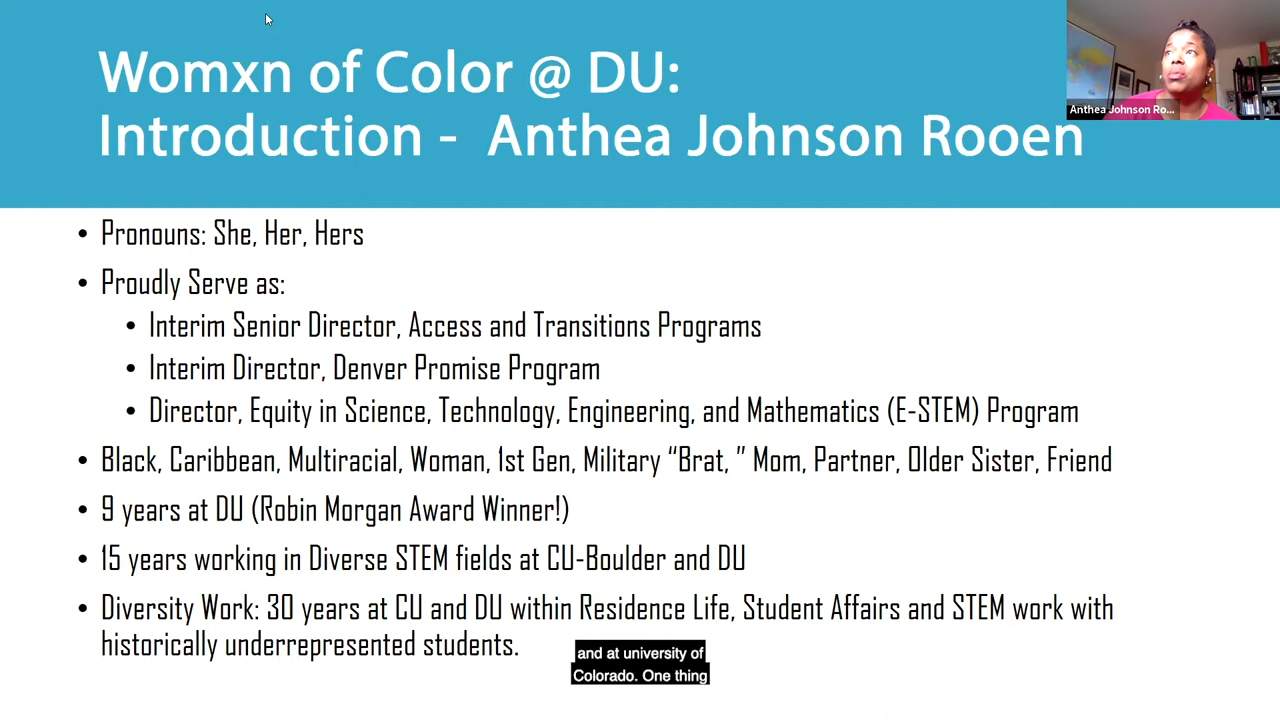 Womxn of Color @ DU:
Introduction - Anthea Johnson Rooen
Anthea Johnson Ro...
• Pronouns: She, Her, Hers
• Proudly Serve as:
• Interim Senior Director, Access and Transitions Programs
• Interim Director, Denver Promise Program
• Director, Equity in Science, Technology, Engineering, and Mathematics (E-STEM) Program
• Black, Caribbean, Multiracial, Woman, 1st Gen, Military “Brat, ” Mom, Partner, Older Sister, Friend
• 9 years at DU (Robin Morgan Award Winner!)
• 15 years working in Diverse STEM fields at CU-Boulder and DU
• Diversity Work: 30 years at CU and DU within Residence Life, Student Affairs and STEM work with
historically underrepresented students.
and at university of
Colorado. One thing